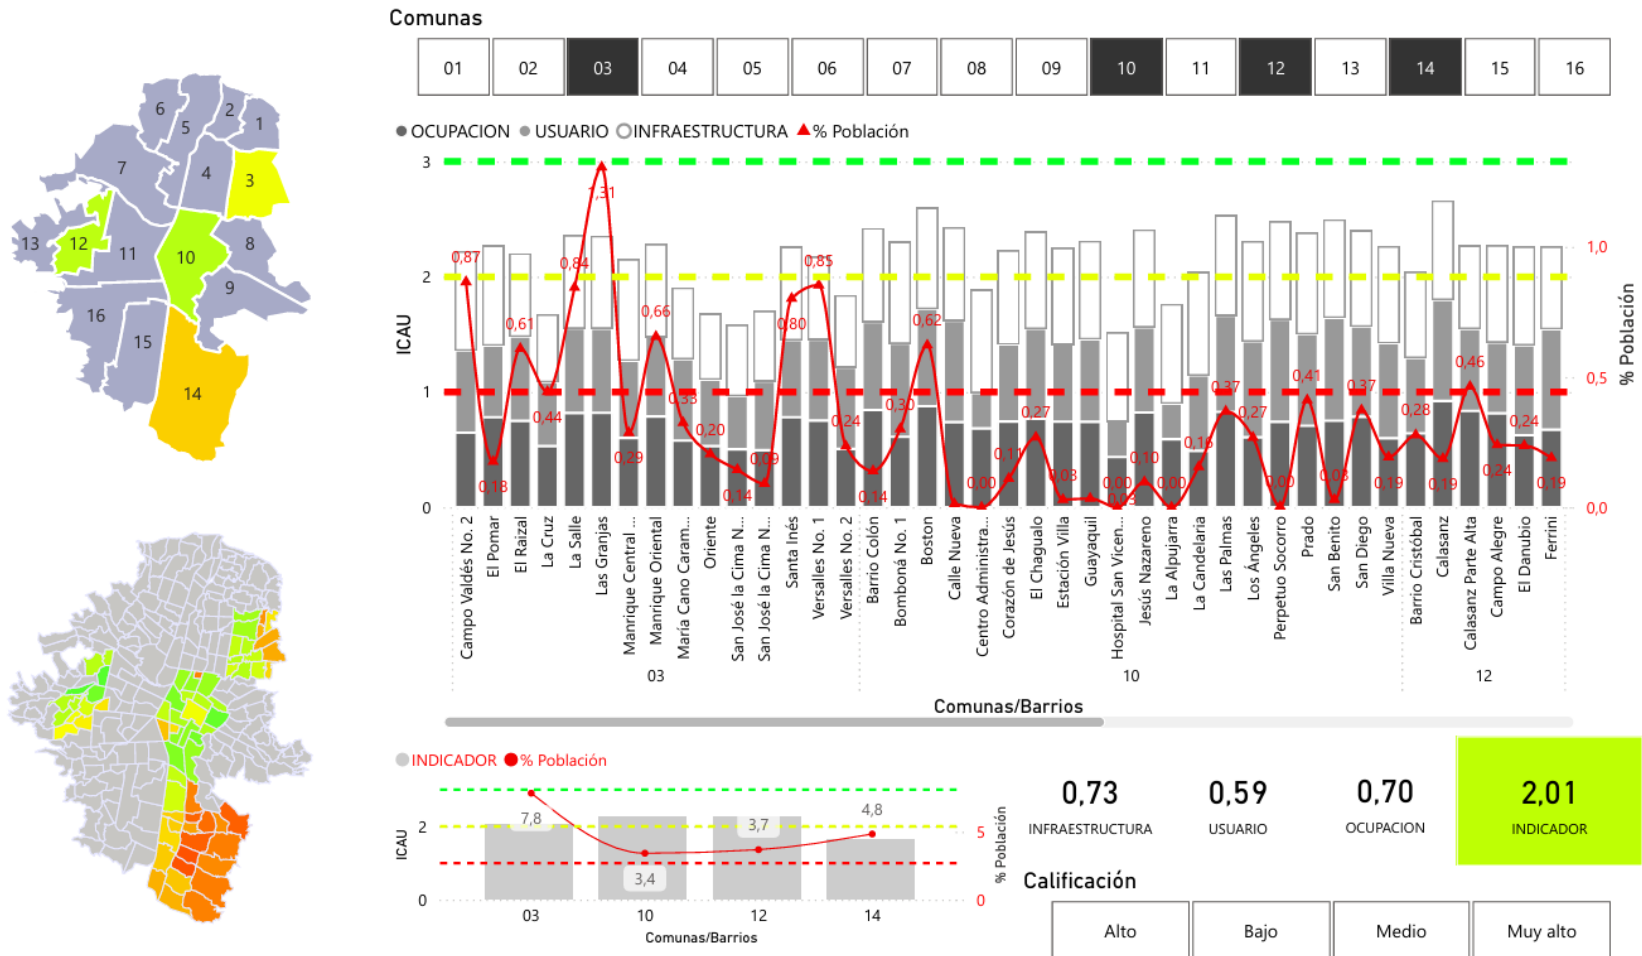 Comunas
01 02 03 04 05 06 07 08 09 10 11 12 13 14 15 16
OCUPACION USUARIO INFRAESTRUCTURA % Población
6
5
2
1
7
4
3
13
12
11
10
8
9
16
15
14
ICAU
3
2
1
0
1,0
0,5
0,0
% Población
0,87
0,18
0,61
0,44
0,84
1,31
0,29
0,66
0,33
0,20
0,14
0,09
0,80
0,85
0,24
0,14
0,30
0,62
0,00
0,11
0,27
0,03
0,00
0,10
0,00
0,16
0,37
0,27
0,00
0,41
0,03
0,37
0,19
0,28
0,19
0,46
0,24
0,24
0,19
Campo Valdés No. 2
El Pomar
El Raizal
La Cruz
La Salle
Las Granjas
Manrique Central ...
Manrique Oriental
María Cano Caram...
Oriente
San José la Cima N...
San José la Cima N...
Santa Inés
Versalles No. 1
Versalles No. 2
Barrio Colón
Bomboná No. 1
Boston
Calle Nueva
Centro Administra...
Corazón de Jesús
El Chagualo
Estación Villa
Guayaquil
Hospital San Vicen...
Jesús Nazareno
La Alpujarra
La Candelaria
Las Palmas
Los Ángeles
Perpetuo Socorro
Prado
San Benito
San Diego
Villa Nueva
Barrio Cristóbal
Calasanz
Calasanz Parte Alta
Campo Alegre
El Danubio
Ferrini
03 10 12
Comunas/Barrios
INDICADOR % Población
ICAU
2
0
7,8
3,4
3,7
4,8
5
0
% Población
03 10 12 14
Comunas/Barrios
0,73 0,59 0,70 2,01
INFRAESTRUCTURA USUARIO OCUPACION INDICADOR
Calificación
Alto Bajo Medio Muy alto